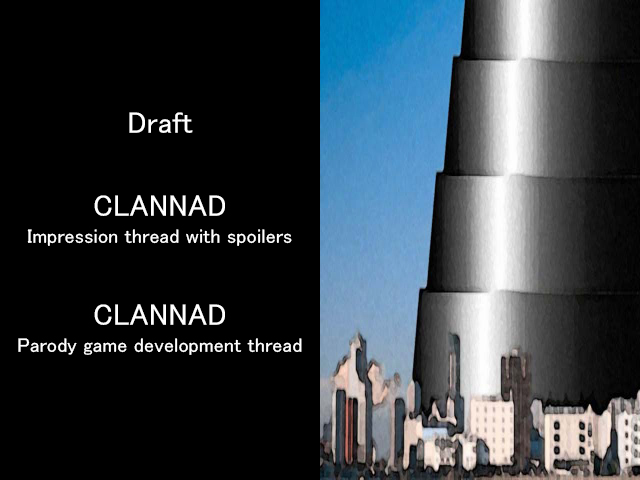 Draft
CLANNAD
Impression thread with spoilers
CLANNAD
Parody game development thread